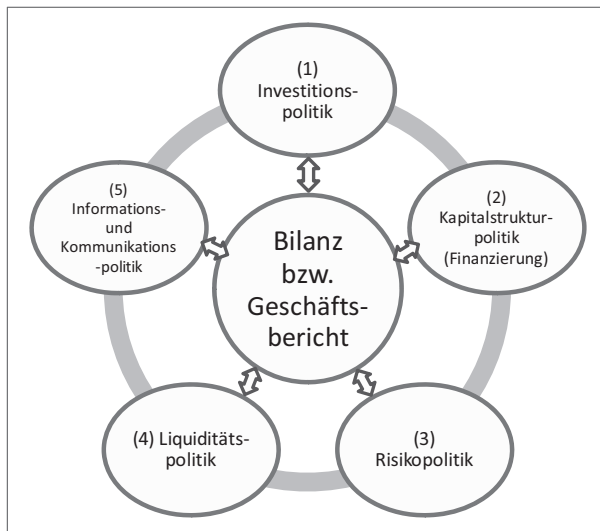 (1)
Investitions-
politik
(2)
Kapitalstruktur-
politik
(Finanzierung)
(3)
Risikopolitik
(4) Liquiditäts-
politik
(5)
Informations-
und
Kommunikations
-politik
Bilanz
bzw.
Geschäfts-
bericht